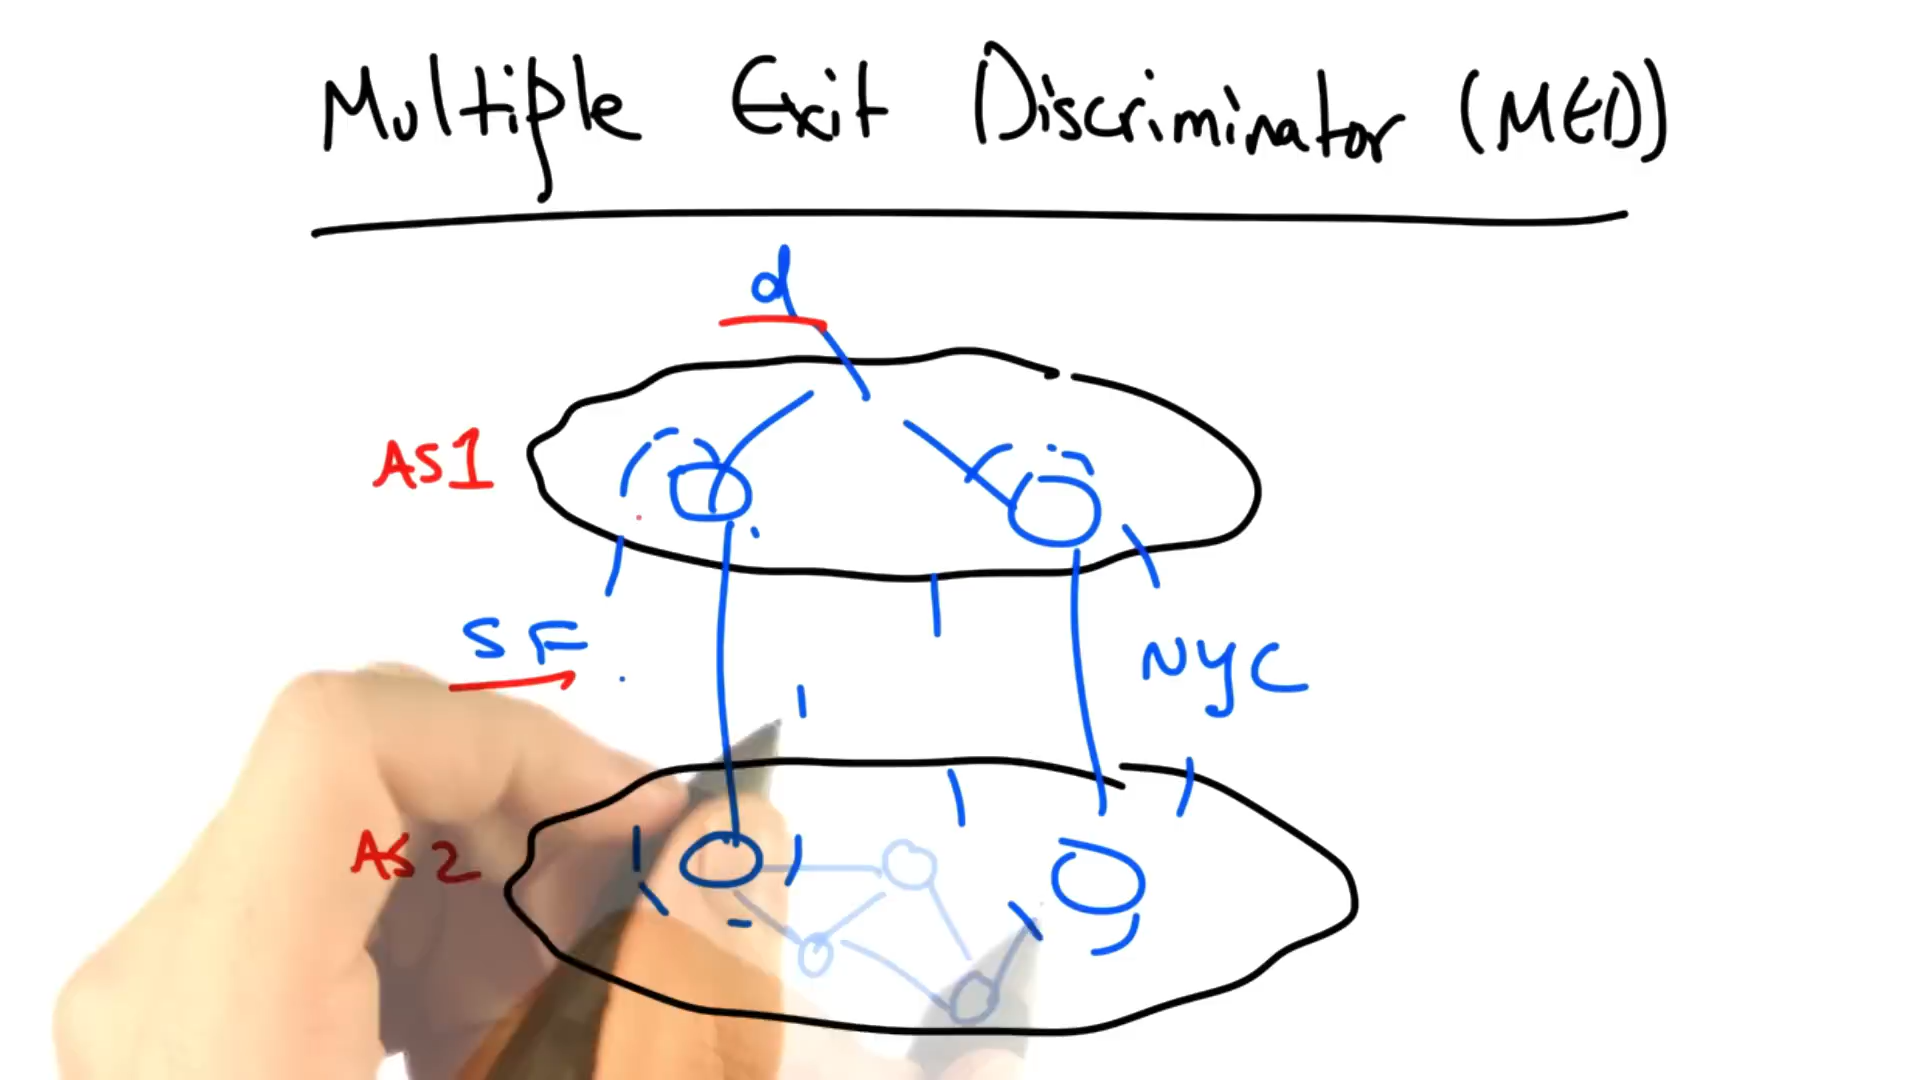 Multiple Exit Discriminator (MED)
d
AS1
SF
NYC
AS2